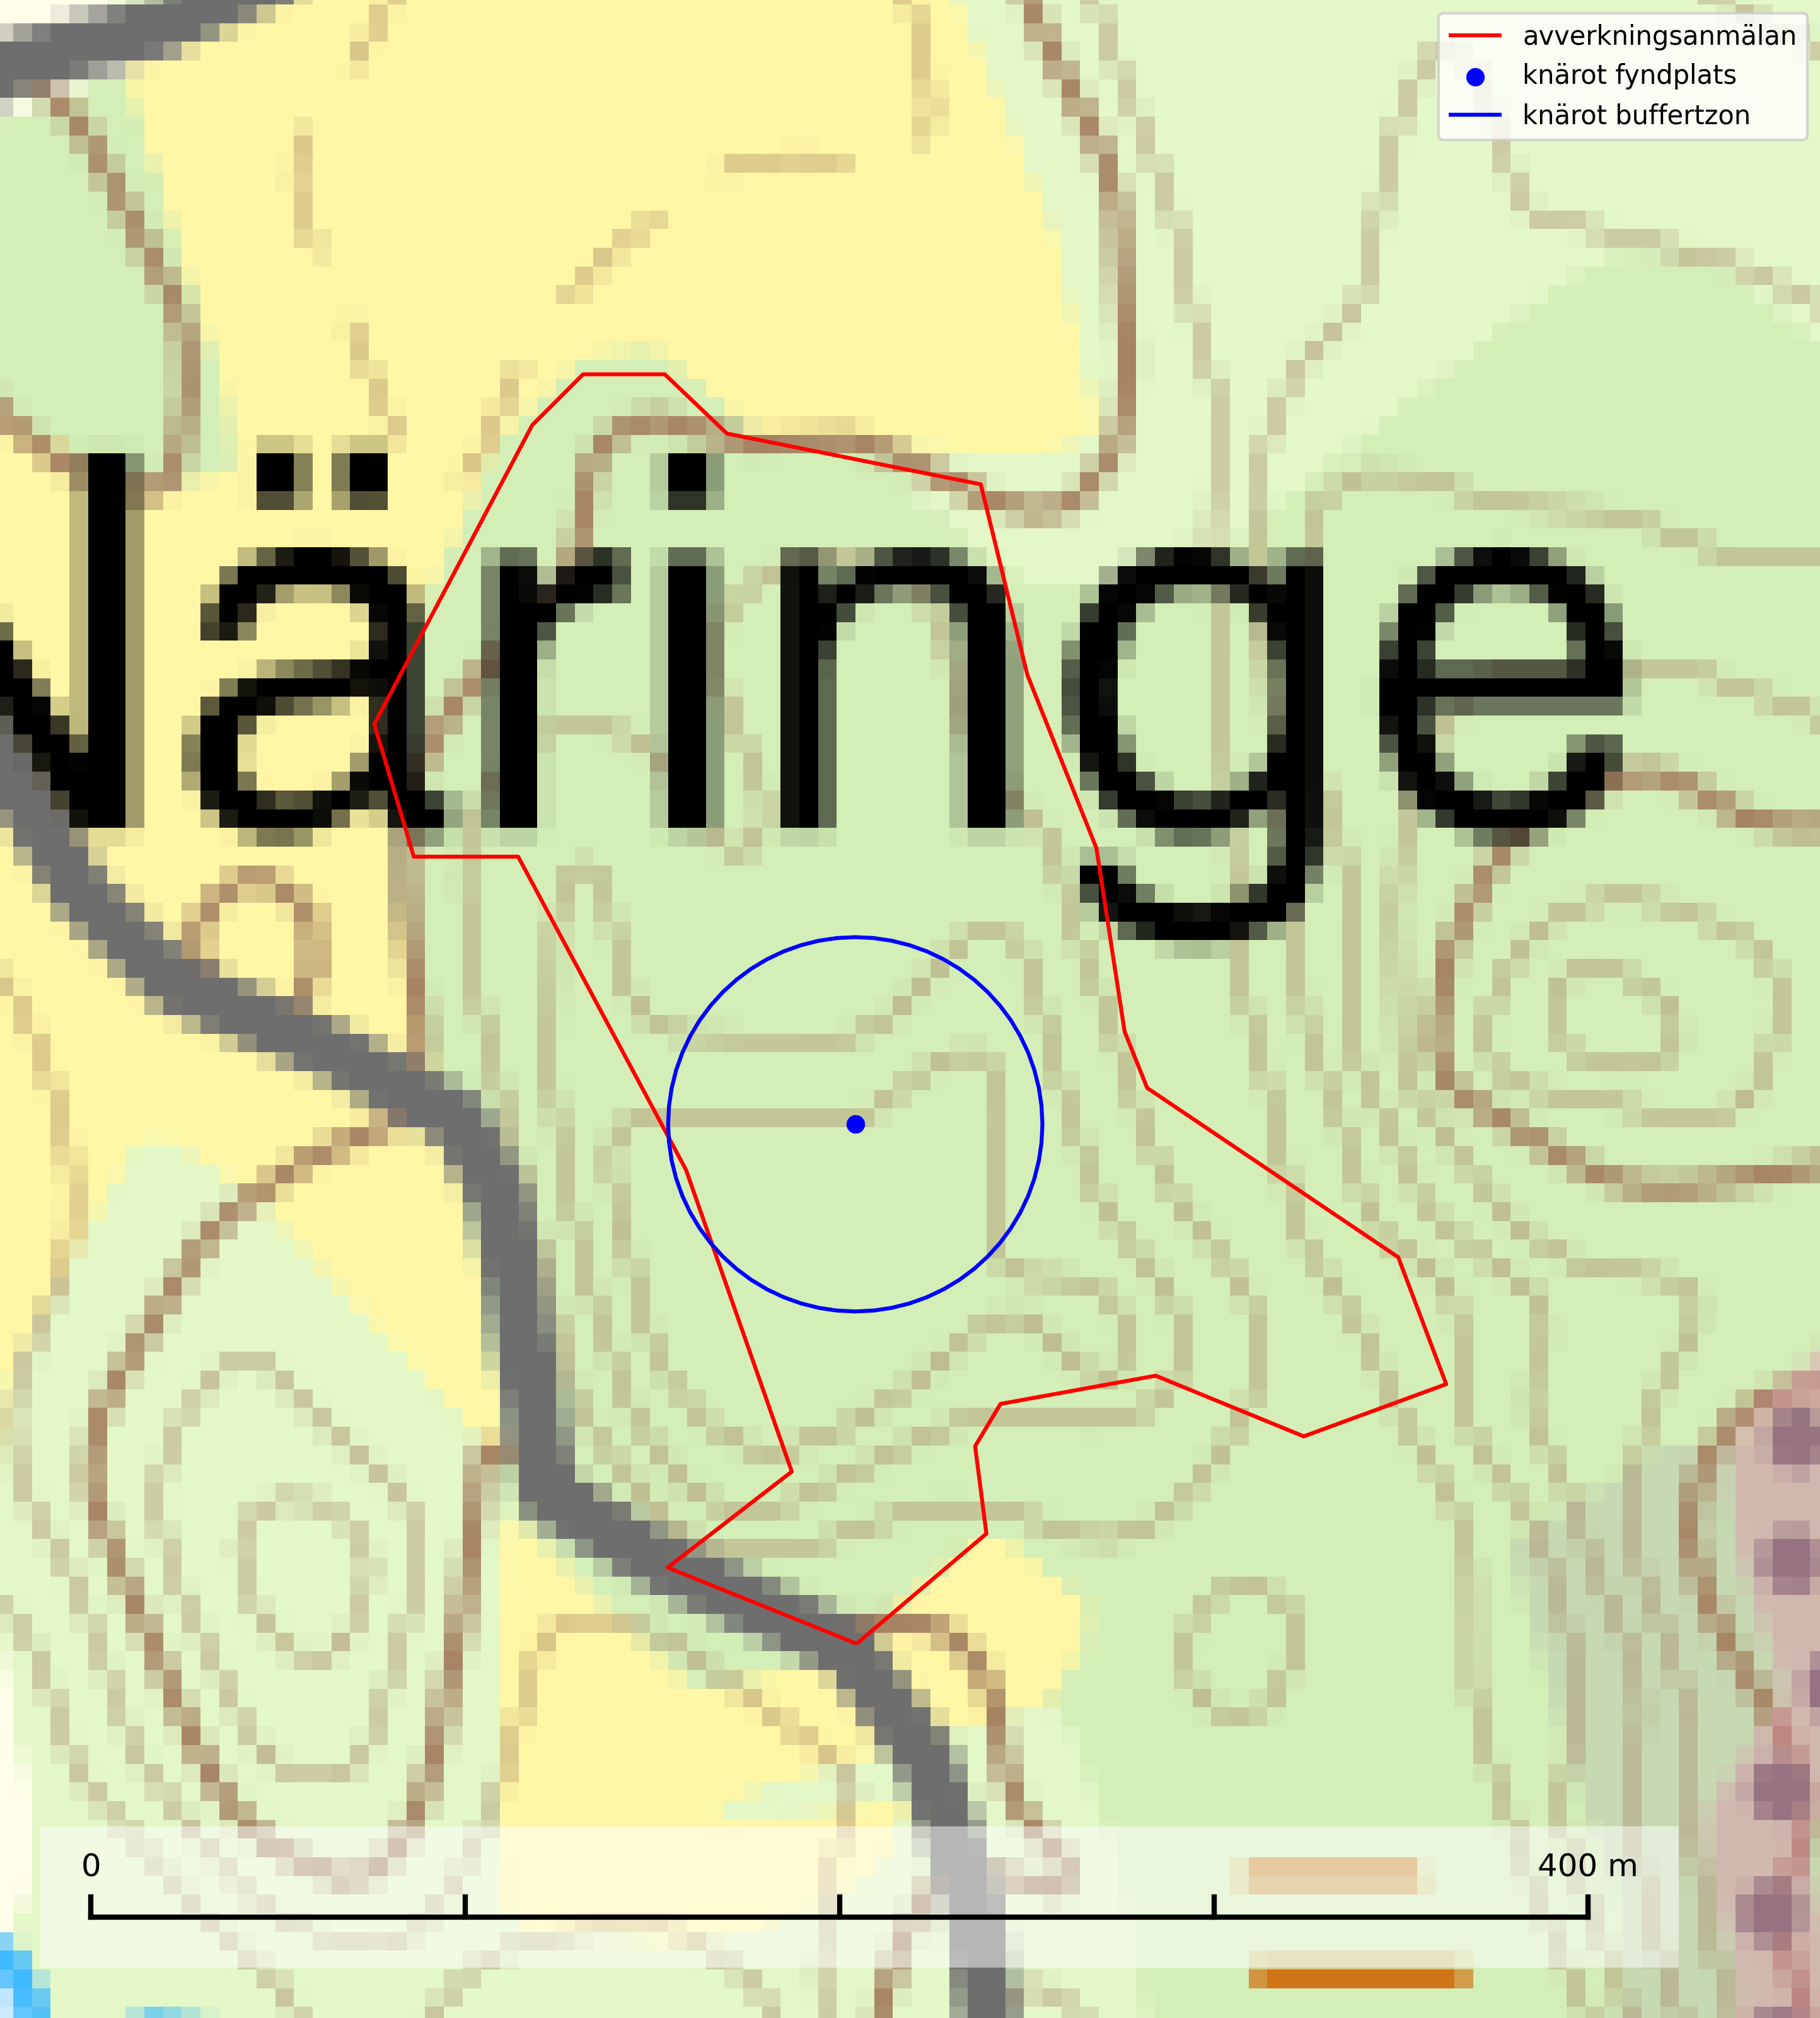 avverkningsanmälan
knärot fyndplats
knärot buffertzon
Näringe
0 400 m